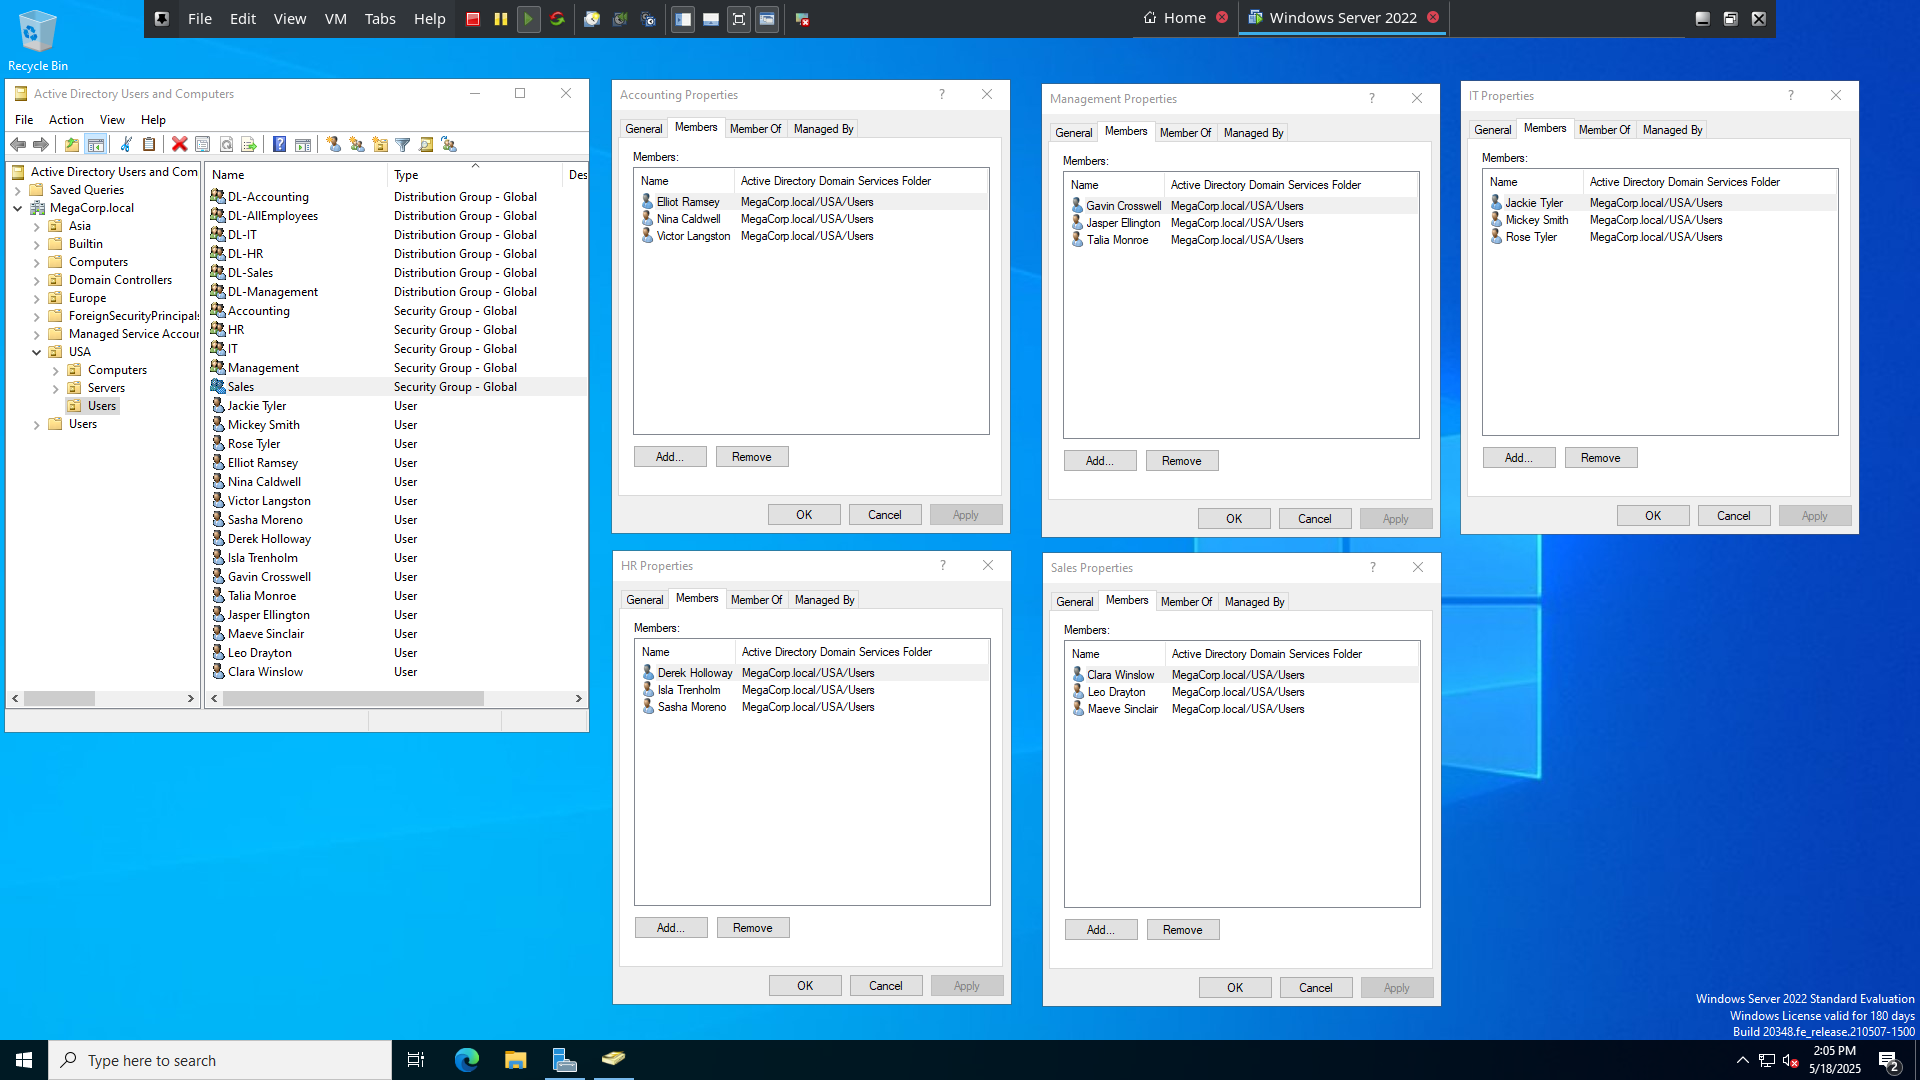 File Edit View VM Tabs Help
Home
Windows Server 2022
Recycle Bin
Active Directory Users and Computers
File Action View Help
Active Directory Users and Com
Saved Queries
MegaCorp.local
Asia
Builtin
Computers
Domain Controllers
Europe
ForeignSecurityPrincipals
Managed Service Accour
USA
Computers
Servers
Users
Users
Name Type Des
DL-Accounting Distribution Group - Global
DL-AllEmployees Distribution Group - Global
DL-IT Distribution Group - Global
DL-HR Distribution Group - Global
DL-Sales Distribution Group - Global
DL-Management Distribution Group - Global
Accounting Security Group - Global
HR Security Group - Global
IT Security Group - Global
Management Security Group - Global
Sales Security Group - Global
Jackie Tyler User
Mickey Smith User
Rose Tyler User
Elliot Ramsey User
Nina Caldwell User
Victor Langston User
Sasha Moreno User
Derek Holloway User
Isla Trenholm User
Gavin Crosswell User
Talia Monroe User
Jasper Ellington User
Maeve Sinclair User
Leo Drayton User
Clara Winslow User
Accounting Properties ?
General Members Member Of Managed By
Members:
Name Active Directory Domain Services Folder
Elliot Ramsey MegaCorp.local/USA/Users
Nina Caldwell MegaCorp.local/USA/Users
Victor Langston MegaCorp.local/USA/Users
Add... Remove
OK Cancel Apply
Management Properties ?
General Members Member Of Managed By
Members:
Name Active Directory Domain Services Folder
Gavin Crosswell MegaCorp.local/USA/Users
Jasper Ellington MegaCorp.local/USA/Users
Talia Monroe MegaCorp.local/USA/Users
Add... Remove
OK Cancel Apply
IT Properties ?
General Members Member Of Managed By
Members:
Name Active Directory Domain Services Folder
Jackie Tyler MegaCorp.local/USA/Users
Mickey Smith MegaCorp.local/USA/Users
Rose Tyler MegaCorp.local/USA/Users
Add... Remove
OK Cancel Apply
HR Properties ?
General Members Member Of Managed By
Members:
Name Active Directory Domain Services Folder
Derek Holloway MegaCorp.local/USA/Users
Isla Trenholm MegaCorp.local/USA/Users
Sasha Moreno MegaCorp.local/USA/Users
Add... Remove
OK Cancel Apply
Sales Properties ?
General Members Member Of Managed By
Members:
Name Active Directory Domain Services Folder
Clara Winslow MegaCorp.local/USA/Users
Leo Drayton MegaCorp.local/USA/Users
Maeve Sinclair MegaCorp.local/USA/Users
Add... Remove
OK Cancel Apply
Windows Server 2022 Standard Evaluation
Windows License valid for 180 days
Build 20348.fe_release.210507-1500
Type here to search
2:05 PM
5/18/2025
2